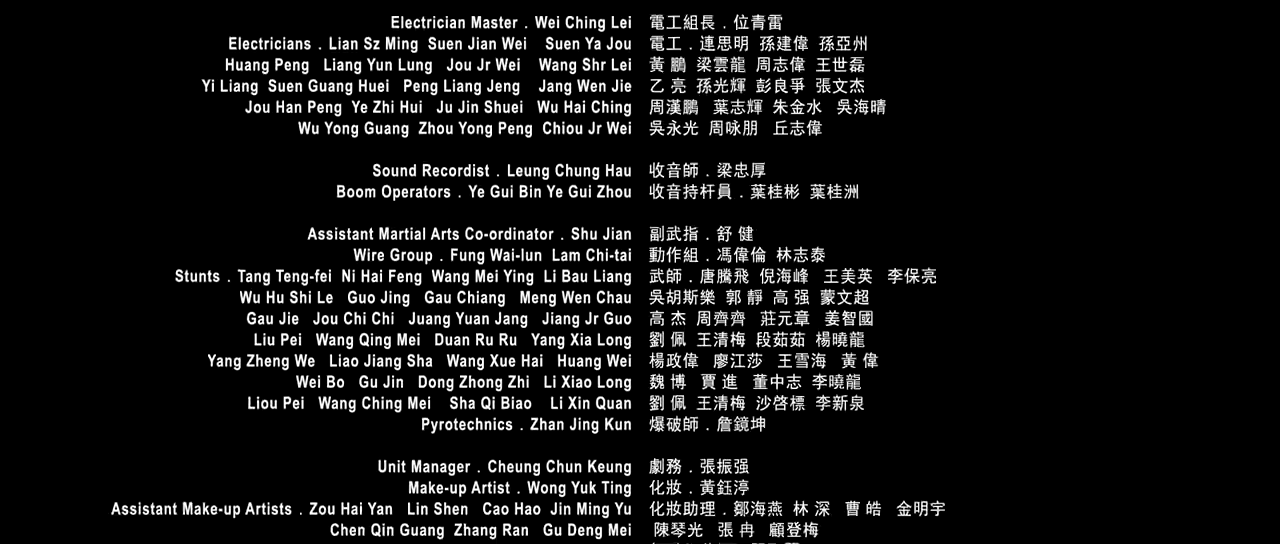 Electrician Master . Wei Ching Lei 電工組長．位青雷
Electricians . Lian Sz Ming Suen Jian Wei Suen Ya Jou 電工．連思明 孫建偉 孫亞州
Huang Peng Liang Yun Lung Jou Jr Wei Wang Shr Lei 黃 鵬 梁雲龍 周志偉 王世磊
Yi Liang Suen Guang Huei Peng Liang Jeng Jang Wen Jie 乙 亮 孫光輝 彭良爭 張文杰
Jou Han Peng Ye Zhi Hui Ju Jin Shuei Wu Hai Ching 周漢鵬 葉志輝 朱金水 吳海晴
Wu Yong Guang Zhou Yong Peng Chiou Jr Wei 吳永光 周咏朋 丘志偉
Sound Recordist . Leung Chung Hau 收音師．梁忠厚
Boom Operators . Ye Gui Bin Ye Gui Zhou 收音持杆員．葉桂彬 葉桂洲
Assistant Martial Arts Co-ordinator . Shu Jian 副武指．舒 健
Wire Group . Fung Wai-lun Lam Chi-tai 動作組．馮偉倫 林志泰
Stunts . Tang Teng-fei Ni Hai Feng Wang Mei Ying Li Bau Liang 武師．唐騰飛 倪海峰 王美英 李保亮
Wu Hu Shi Le Guo Jing Gau Chiang Meng Wen Chau 吳胡斯樂 郭 靜 高 强 蒙文超
Gau Jie Jou Chi Chi Juang Yuan Jang Jiang Jr Guo 高 杰 周齊齊 莊元章 姜智國
Liu Pei Wang Qing Mei Duan Ru Ru Yang Xia Long 劉 佩 王清梅 段茹茹 楊曉龍
Yang Zheng We Liao Jiang Sha Wang Xue Hai Huang Wei 楊政偉 廖江莎 王雪海 黃 偉
Wei Bo Gu Jin Dong Zhong Zhi Li Xiao Long 魏 博 賈 進 董中志 李曉龍
Liou Pei Wang Ching Mei Sha Qi Biao Li Xin Quan 劉 佩 王清梅 沙啓標 李新泉
Pyrotechnics . Zhan Jing Kun 爆破師．詹鏡坤
Unit Manager . Cheung Chun Keung 劇務．張振强
Make-up Artist . Wong Yuk Ting 化妝．黃鈺渟
Assistant Make-up Artists . Zou Hai Yan Lin Shen Cao Hao Jin Ming Yu 化妝助理．鄒海燕 林 深 曹 皓 金明宇
Chen Qin Guang Zhang Ran Gu Deng Mei 陳琴光 張 冉 顧登梅